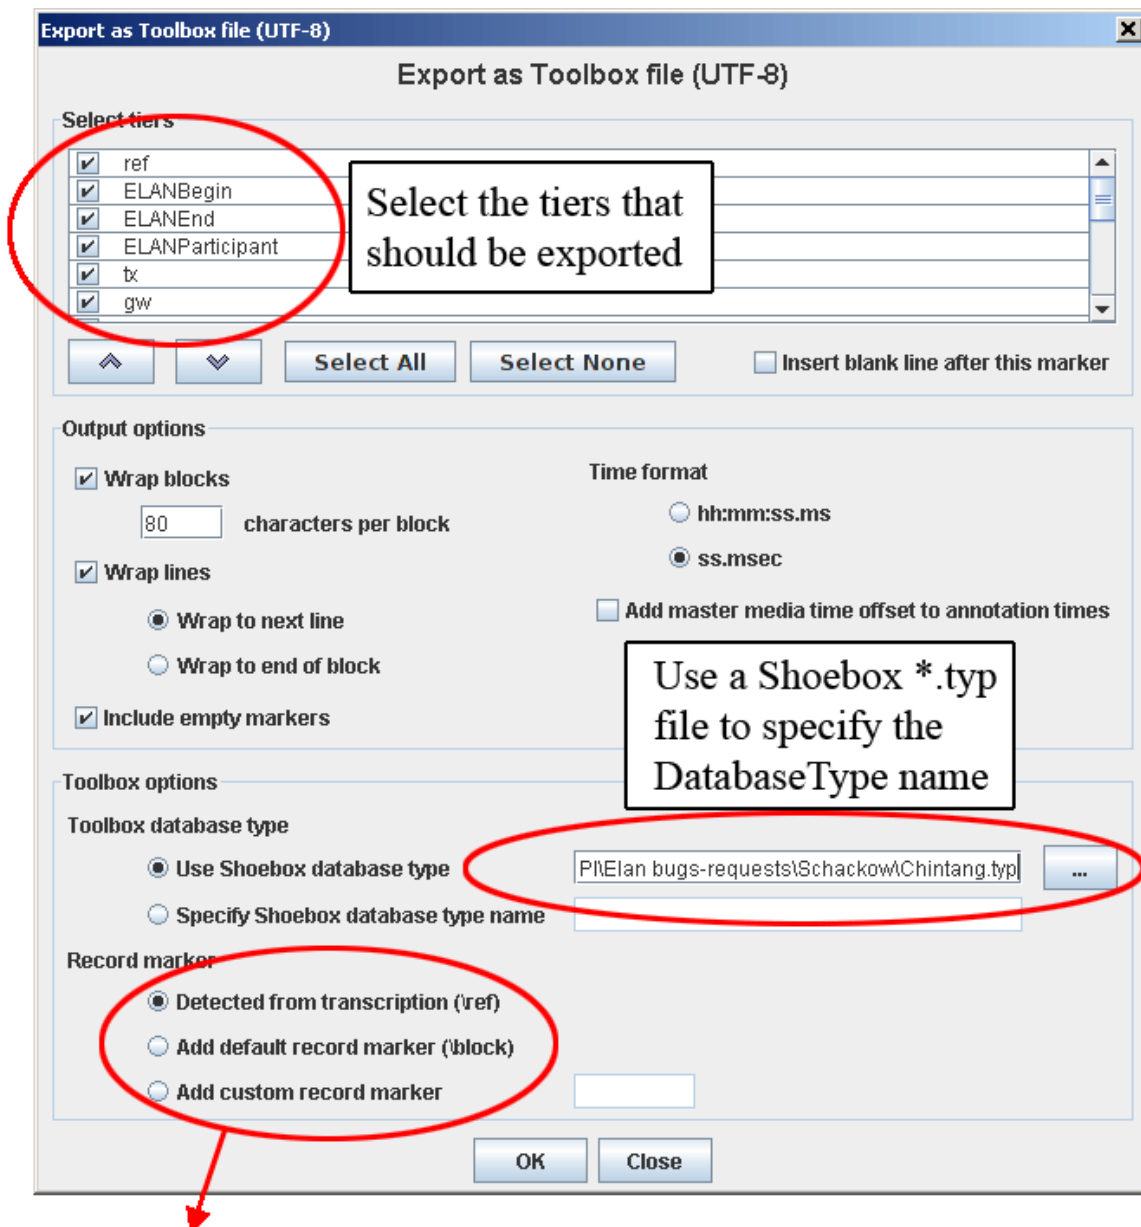 Export as Toolbox file (UTF-8)
Export as Toolbox file (UTF-8)
Select tiers
ref
ELANBegin
ELANEnd
ELANParticipant
tx
gw
Select the tiers that
should be exported
Select All
Select None
Insert blank line after this marker
Output options
Wrap blocks
80 characters per block
Wrap lines
Wrap to next line
Wrap to end of block
Include empty markers
Time format
hh:mm:ss.ms
ss.msec
Add master media time offset to annotation times
Use a Shoebox *.typ
file to specify the
DatabaseType name
Toolbox options
Toolbox database type
Use Shoebox database type PI\Elan bugs-requests\Schackow\Chintang.typ ...
Specify Shoebox database type name
Record marker
Detected from transcription (\ref)
Add default record marker (\block)
Add custom record marker
OK
Close